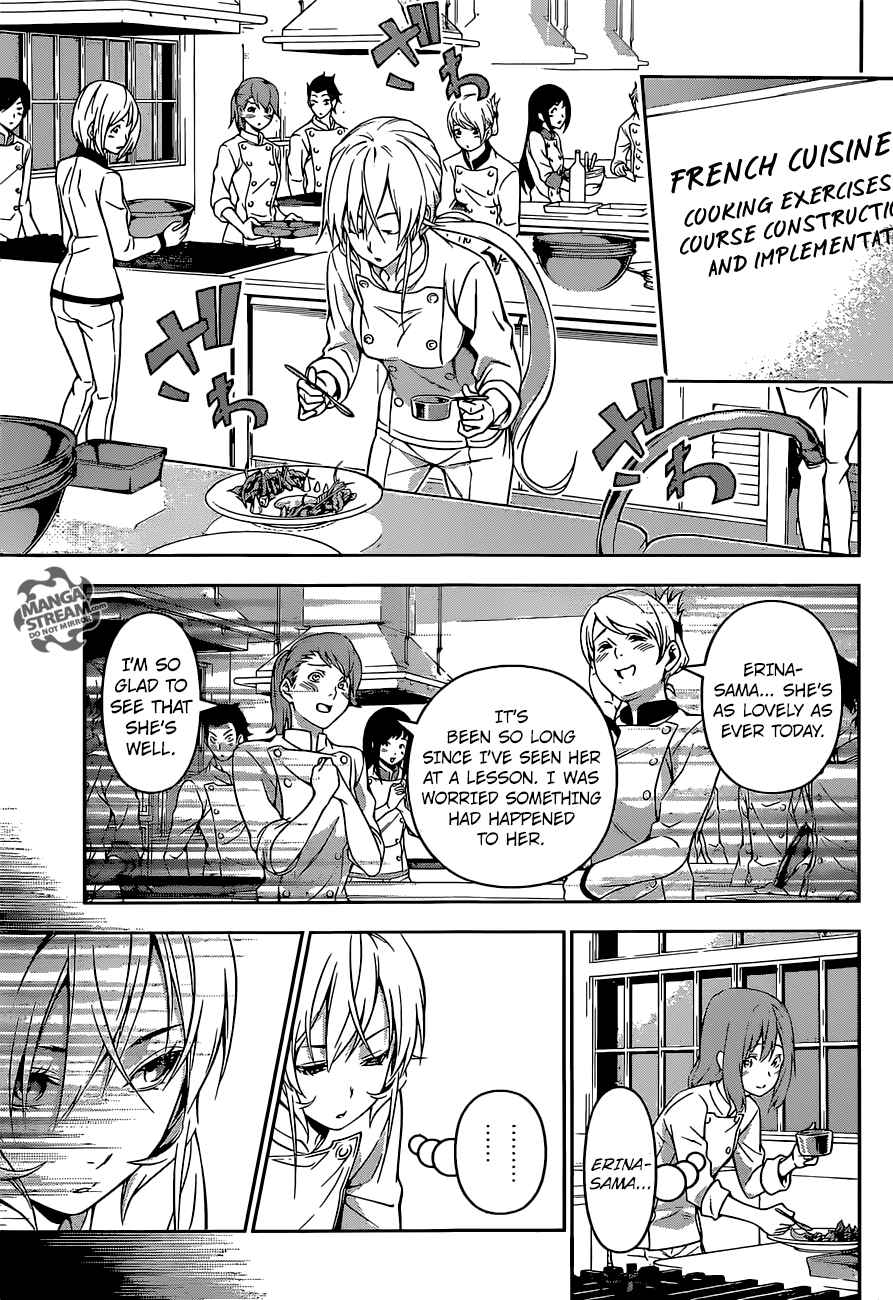 ざわ
FRENCH CUISINE
COOKING EXERCISES
COURSE CONSTRUCTIO
AND IMPLEMENTAT
ざわ
ざわ
ERINA-
SAMA... SHE'S
AS LOVELY AS
EVER TODAY.
IT'S
BEEN SO LONG
SINCE I'VE SEEN HER
AT A LESSON. I WAS
WORRIED SOMETHING
HAD HAPPENED
TO HER.
I'M SO
GLAD TO
SEE THAT
SHE'S
WELL.
MANGA
STREAM.com
DO NOT MIRROR
ERINA-
SAMA...
......
......